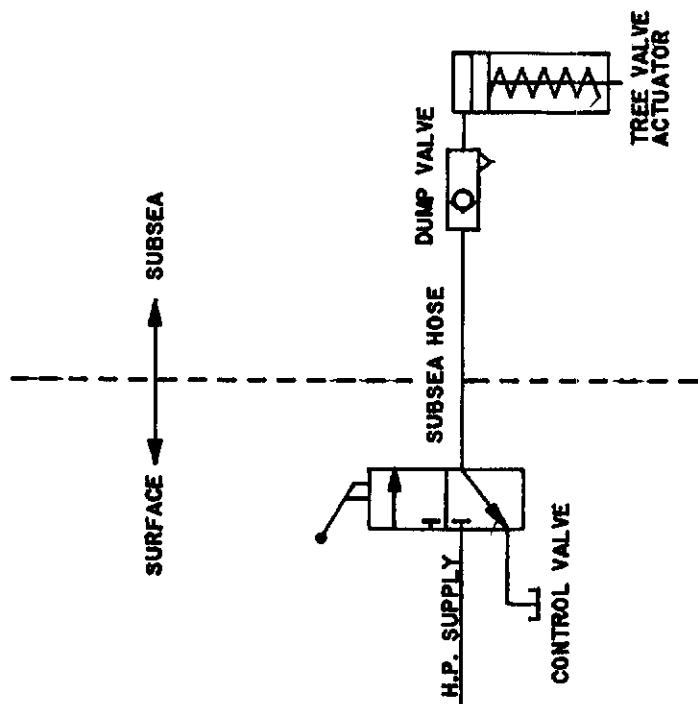 SURFACE
SUBSEA
H.P. SUPPLY
CONTROL VALVE
SUBSEA HOSE
DUMP VALVE
TREE VALVE
ACTUATOR